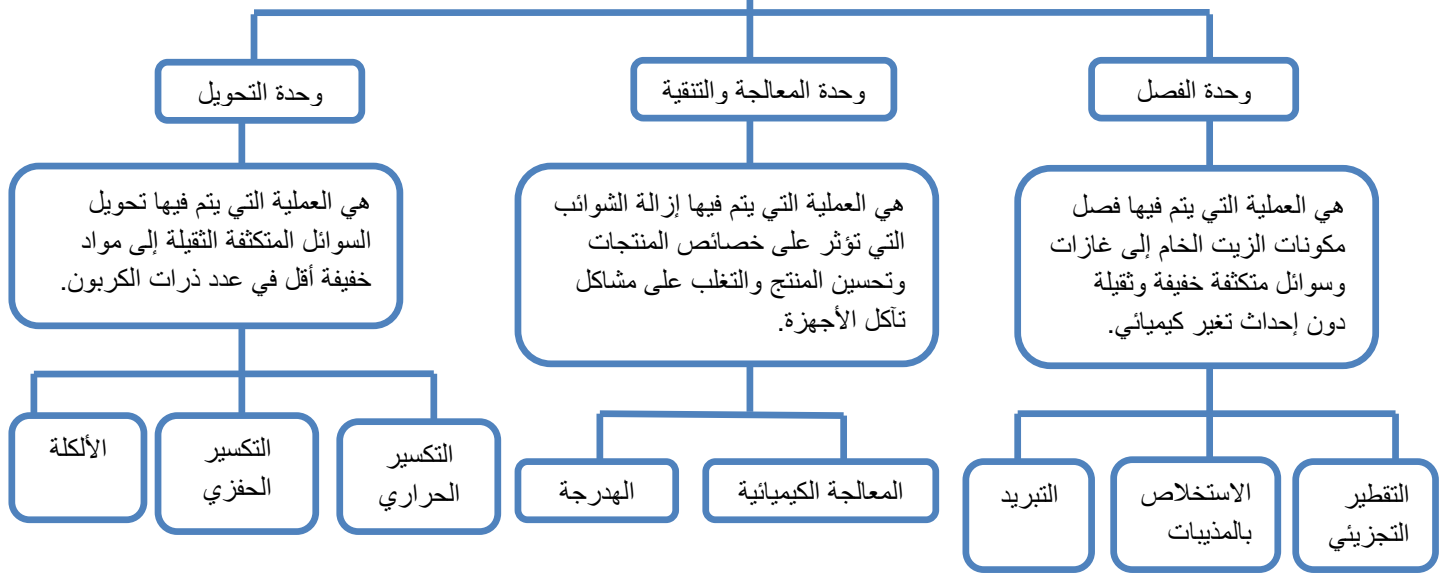 وحدة الفصل
وحدة المعالجة والتنقية
وحدة التحويل
هي العملية التي يتم فيها فصل
مكونات الزيت الخام إلى غازات
وسوائل متكثفة خفيفة وثقيلة
دون إحداث تغير كيميائي.
هي العملية التي يتم فيها إزالة الشوائب
التي تؤثر على خصائص المنتجات
وتحسين المنتج والتغلب على مشاكل
تآكل الأجهزة.
هي العملية التي يتم فيها تحويل
السوائل المتكثفة الثقيلة إلى مواد
خفيفة أقل في عدد ذرات الكربون.
التقطير
التجزيئي
الاستخلاص
بالمذيبات
التبريد
المعالجة الكيميائية
الهدرجة
التكسير
الحراري
التكسير
الحفزي
الألكلة